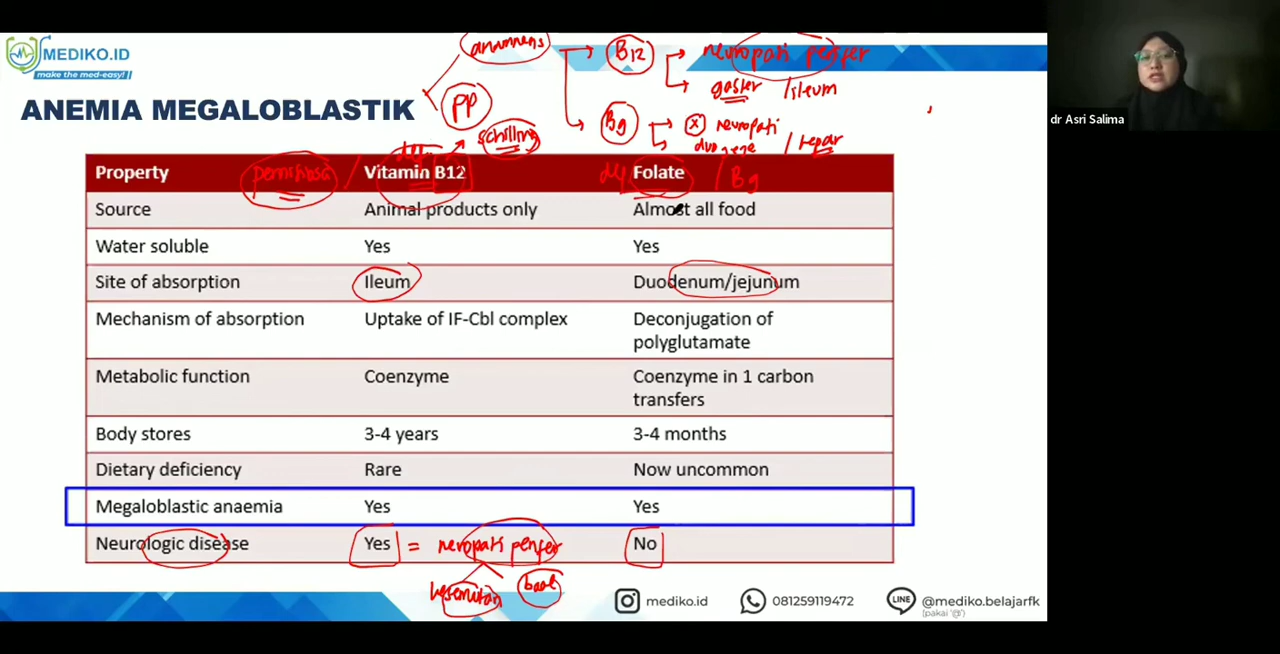 MEDIKO.ID
make the med-easy!
anamnesis B12 neuropati perifer
gaster / ileum
PP
ANEMIA MEGALOBLASTIK
B9 neuropati
schilling
dr Asri Salima
Property Vitamin B12 Folate
pernisiosa / def / B9
Source Animal products only Almost all food
Water soluble Yes Yes
Site of absorption Ileum Duodenum/jejunum
Mechanism of absorption Uptake of IF-Cbl complex Deconjugation of
polyglutamate
Metabolic function Coenzyme Coenzyme in 1 carbon
transfers
Body stores 3-4 years 3-4 months
Dietary deficiency Rare Now uncommon
Megaloblastic anaemia Yes Yes
Neurologic disease Yes = neropati perifer No
kesemutan baal
mediko.id 081259119472 LINE @mediko.belajarfk
(pakai '@')